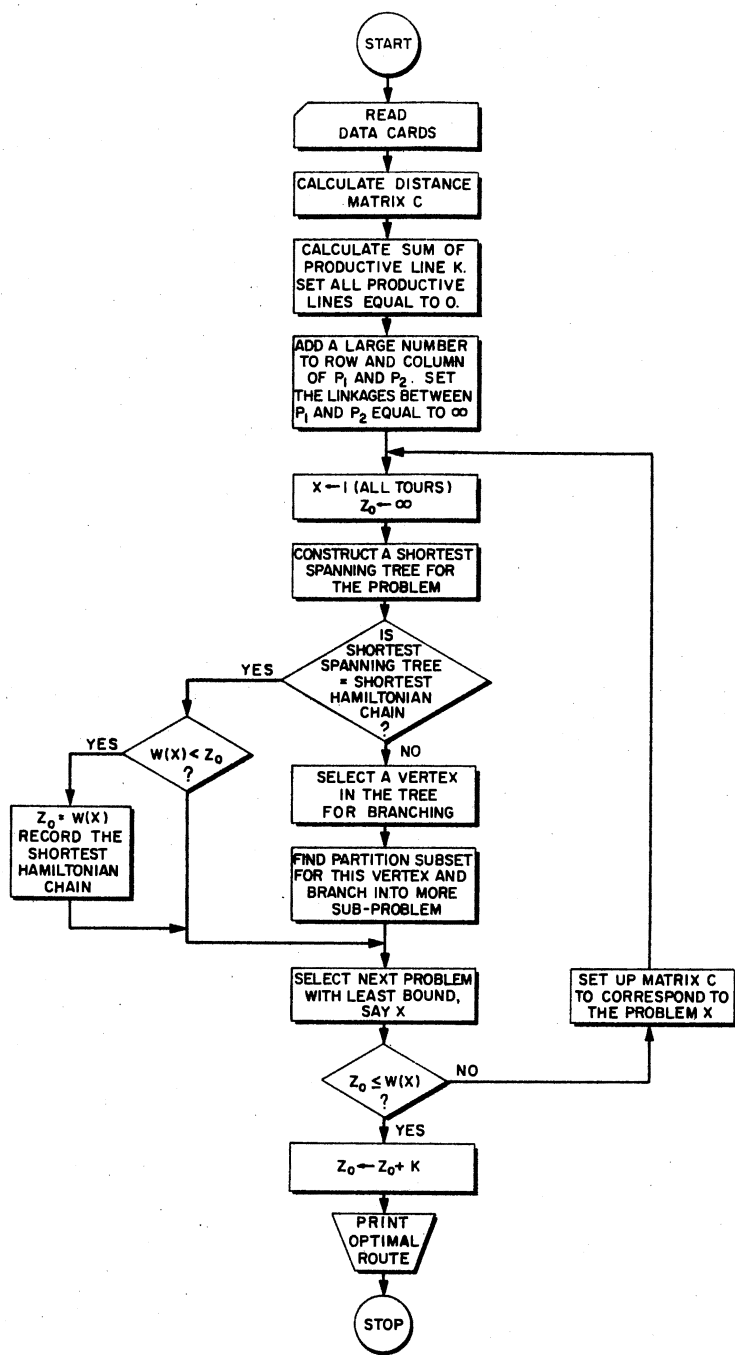 START
READ
DATA CARDS
CALCULATE DISTANCE
MATRIX C
CALCULATE SUM OF
PRODUCTIVE LINE K.
SET ALL PRODUCTIVE
LINES EQUAL TO O.
ADD A LARGE NUMBER
TO ROW AND COLUMN
OF P₁ AND P₂. SET
THE LINKAGES BETWEEN
P₁ AND P₂ EQUAL TO ∞
X ← I (ALL TOURS)
Z₀ ← ∞
CONSTRUCT A SHORTEST
SPANNING TREE FOR
THE PROBLEM
IS
SHORTEST
SPANNING TREE
= SHORTEST
HAMILTONIAN
CHAIN
?
YES
NO
W(X) < Z₀
?
YES
Z₀ = W(X)
RECORD THE
SHORTEST
HAMILTONIAN
CHAIN
SELECT A VERTEX
IN THE TREE
FOR BRANCHING
FIND PARTITION SUBSET
FOR THIS VERTEX AND
BRANCH INTO MORE
SUB-PROBLEM
SELECT NEXT PROBLEM
WITH LEAST BOUND,
SAY X
SET UP MATRIX C
TO CORRESPOND TO
THE PROBLEM X
Z₀ ≤ W(X)
?
NO
YES
Z₀ ← Z₀ + K
PRINT
OPTIMAL
ROUTE
STOP